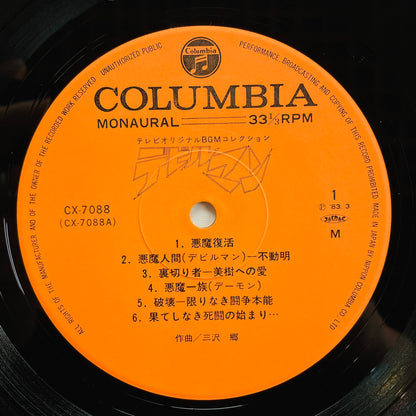 Columbia
COLUMBIA
MONAURAL 33⅓RPM
テレビオリジナルBGMコレクション
デビルマン
CX-7088
(CX-7088A)
1
Ⓟ '83. 3
JASRAC
M
1. 悪魔復活
2. 悪魔人間(デビルマン)—不動明
3. 裏切り者—美樹への愛
4. 悪魔一族(デーモン)
5. 破壊—限りなき闘争本能
6. 果てしなき死闘の始まり…
作曲/三沢 郷
ALL RIGHTS OF THE MANUFACTURER AND OF THE OWNER OF THE RECORDED WORK RESERVED · UNAUTHORIZED PUBLIC PERFORMANCE, BROADCASTING AND COPYING OF THIS RECORD PROHIBITED. MADE IN JAPAN BY NIPPON COLUMBIA CO. LTD.